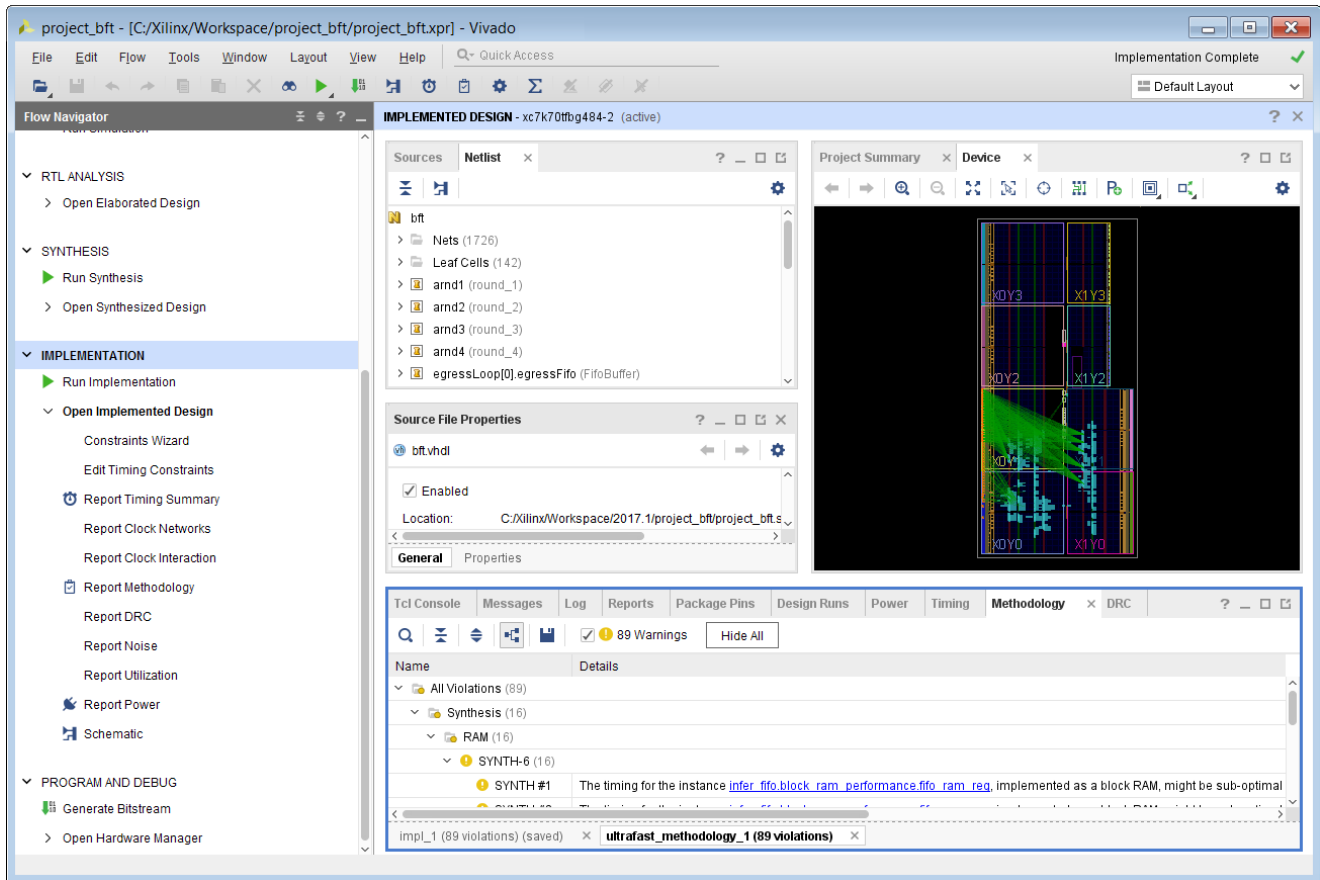 project_bft - [C:/Xilinx/Workspace/project_bft/project_bft.xpr] - Vivado
File Edit Flow Tools Window Layout View Help Quick Access
Implementation Complete
Default Layout
Flow Navigator
IMPLEMENTED DESIGN - xc7k70tfbg484-2 (active)
Run Simulation
RTL ANALYSIS
Open Elaborated Design
SYNTHESIS
Run Synthesis
Open Synthesized Design
IMPLEMENTATION
Run Implementation
Open Implemented Design
Constraints Wizard
Edit Timing Constraints
Report Timing Summary
Report Clock Networks
Report Clock Interaction
Report Methodology
Report DRC
Report Noise
Report Utilization
Report Power
Schematic
PROGRAM AND DEBUG
Generate Bitstream
Open Hardware Manager
Sources Netlist
bft
Nets (1726)
Leaf Cells (142)
arnd1 (round_1)
arnd2 (round_2)
arnd3 (round_3)
arnd4 (round_4)
egressLoop[0].egressFifo (FifoBuffer)
Source File Properties
bft.vhdl
Enabled
Location: C:/Xilinx/Workspace/2017.1/project_bft/project_bft.s
General Properties
Project Summary Device
X0Y3 X1Y3
X0Y2 X1Y2
X0Y0 X1Y0
Tcl Console Messages Log Reports Package Pins Design Runs Power Timing Methodology DRC
89 Warnings Hide All
Name Details
All Violations (89)
Synthesis (16)
RAM (16)
SYNTH-6 (16)
SYNTH #1 The timing for the instance infer_fifo.block_ram_performance.fifo_ram_reg, implemented as a block RAM, might be sub-optimal
impl_1 (89 violations) (saved) ultrafast_methodology_1 (89 violations)